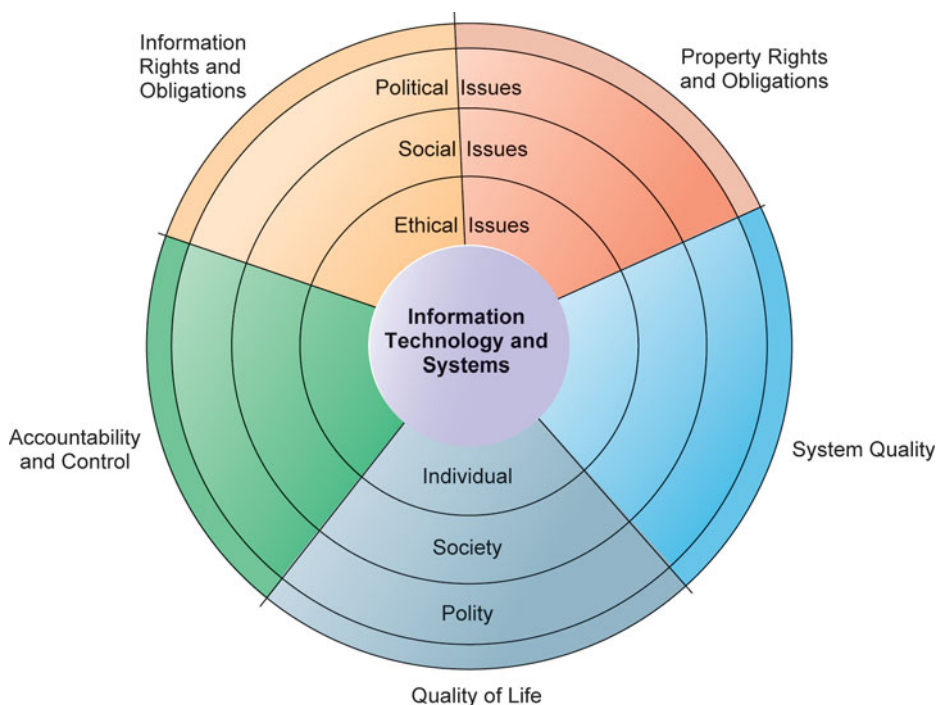 Information
Rights and
Obligations
Property Rights
and Obligations
Political Issues
Social Issues
Ethical Issues
Information
Technology and
Systems
Accountability
and Control
System Quality
Individual
Society
Polity
Quality of Life